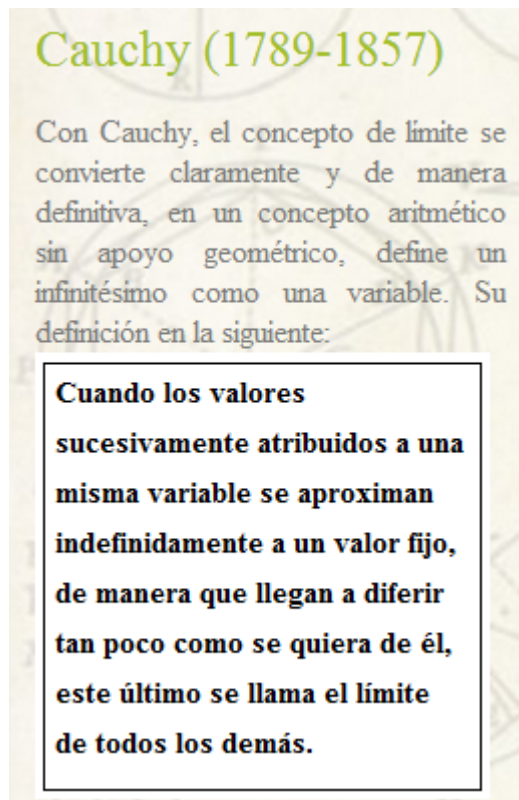 Cauchy (1789-1857)
Con Cauchy, el concepto de límite se
convierte claramente y de manera
definitiva, en un concepto aritmético
sin apoyo geométrico, define un
infinitésimo como una variable. Su
definición en la siguiente:
Cuando los valores
sucesivamente atribuidos a una
misma variable se aproximan
indefinidamente a un valor fijo,
de manera que llegan a diferir
tan poco como se quiera de él,
este último se llama el límite
de todos los demás.